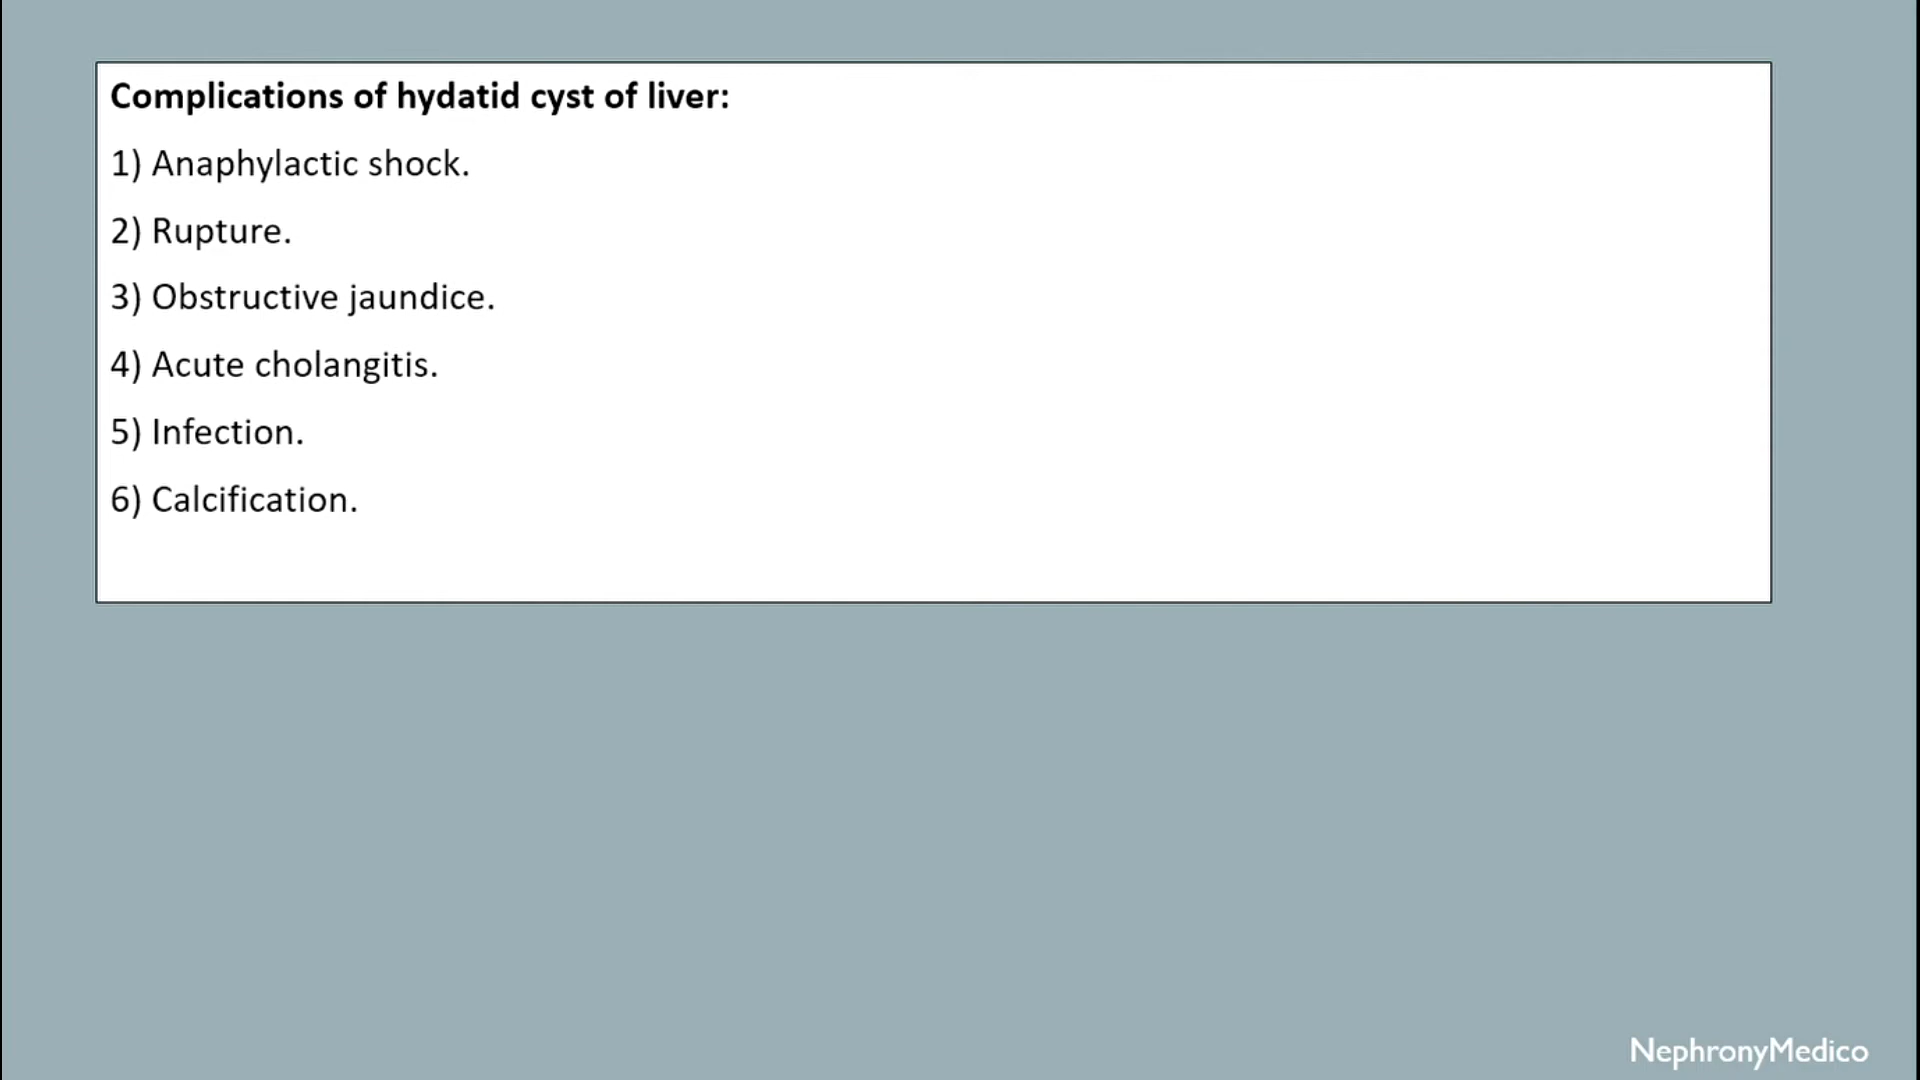 Complications of hydatid cyst of liver:
1) Anaphylactic shock.
2) Rupture.
3) Obstructive jaundice.
4) Acute cholangitis.
5) Infection.
6) Calcification.
NephronyMedico